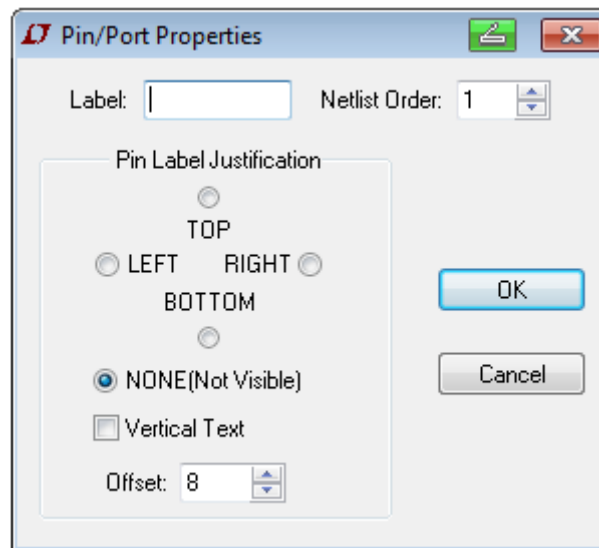 Pin/Port Properties
Label: Netlist Order: 1
Pin Label Justification
TOP
LEFT RIGHT
BOTTOM
OK
NONE(Not Visible)
Cancel
Vertical Text
Offset: 8